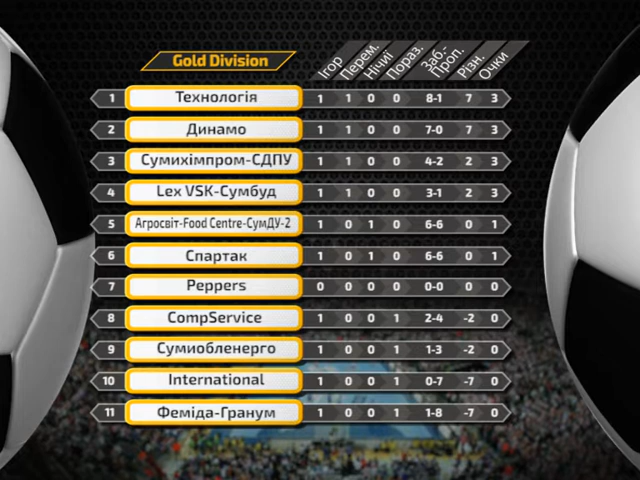 Gold Division Ігор Перем. Нічиї Пораз. Заб.-Проп. Різн. Очки
1 Технологія 1 1 0 0 8-1 7 3
2 Динамо 1 1 0 0 7-0 7 3
3 Сумихімпром-СДПУ 1 1 0 0 4-2 2 3
4 Lex VSK-Сумбуд 1 1 0 0 3-1 2 3
5 Агросвіт-Food Centre-СумДУ-2 1 0 1 0 6-6 0 1
6 Спартак 1 0 1 0 6-6 0 1
7 Peppers 0 0 0 0 0-0 0 0
8 CompService 1 0 0 1 2-4 -2 0
9 Сумиобленерго 1 0 0 1 1-3 -2 0
10 International 1 0 0 1 0-7 -7 0
11 Феміда-Гранум 1 0 0 1 1-8 -7 0